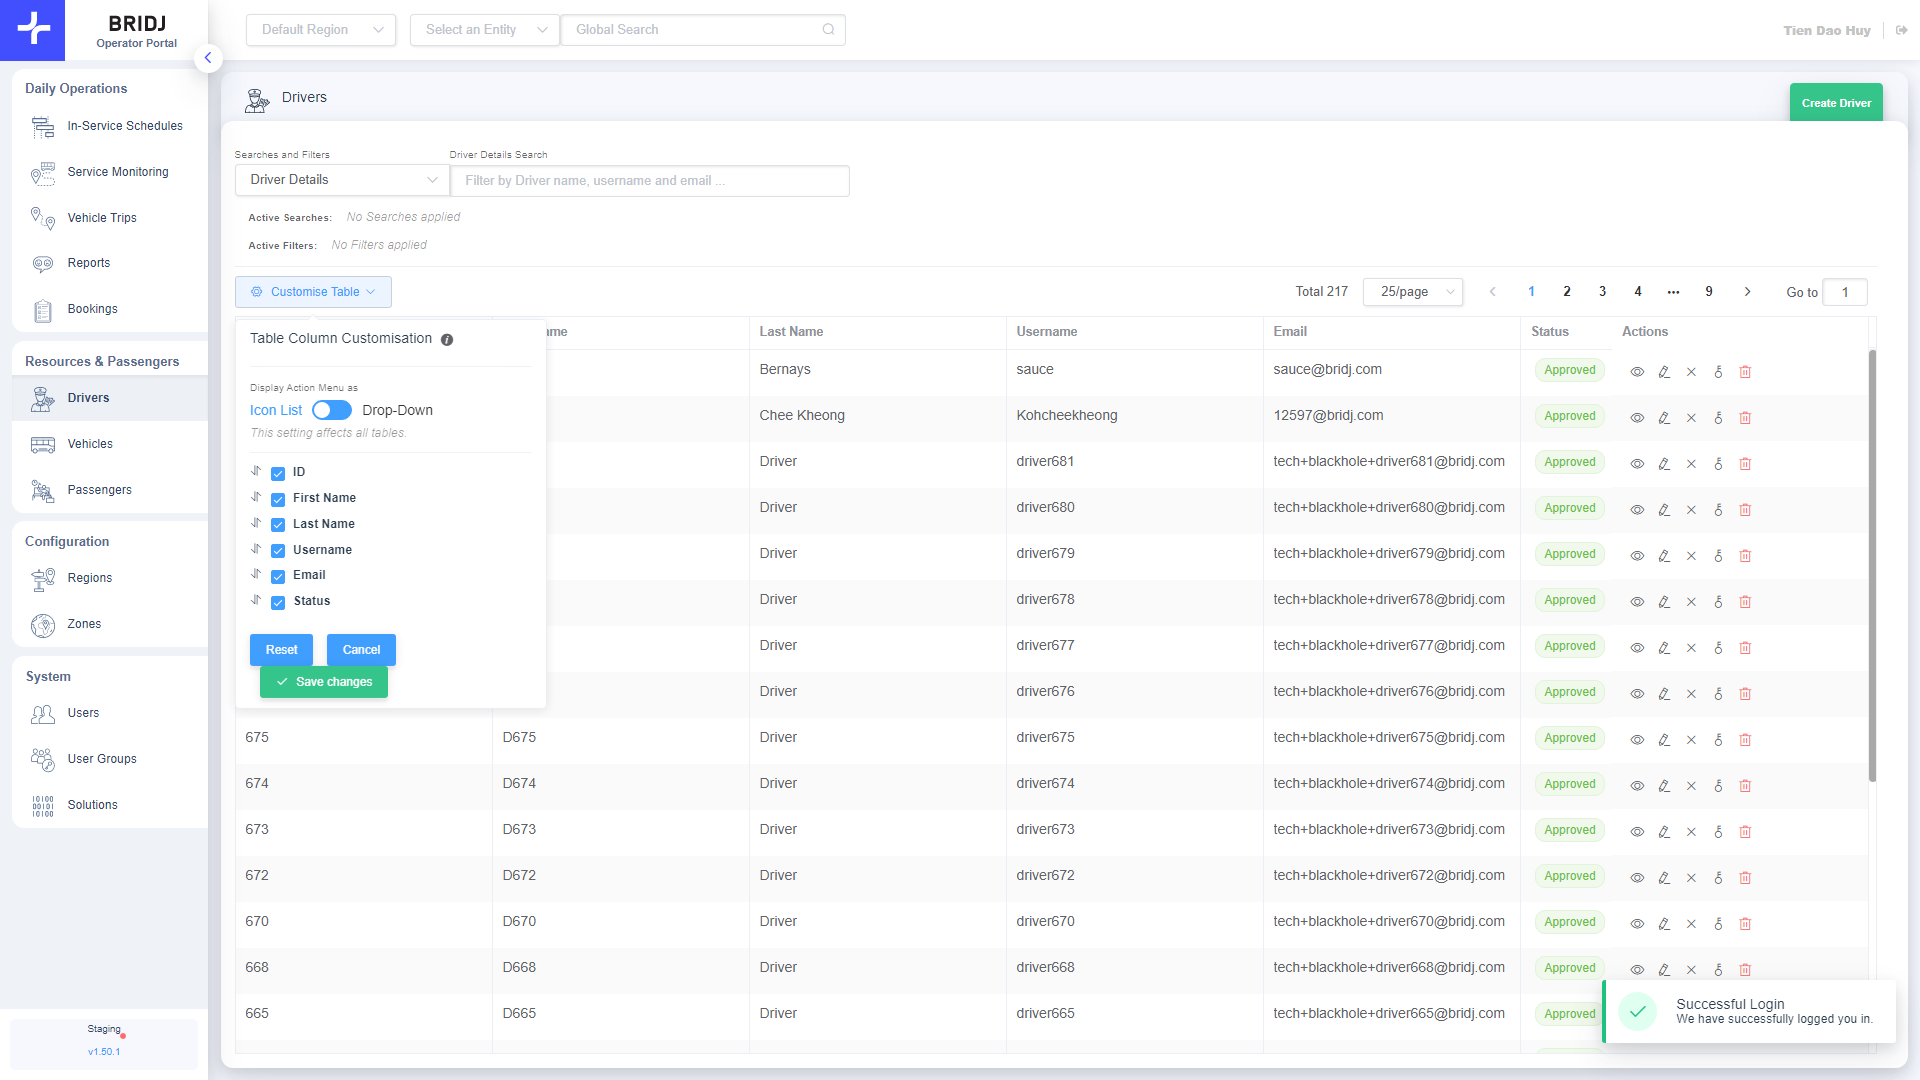 BRIDJ
Operator Portal
Default Region
Select an Entity
Global Search
Tien Dao Huy
Daily Operations
In-Service Schedules
Service Monitoring
Vehicle Trips
Reports
Bookings
Resources & Passengers
Drivers
Vehicles
Passengers
Configuration
Regions
Zones
System
Users
User Groups
Solutions
Staging
v1.50.1
Drivers
Create Driver
Searches and Filters
Driver Details Search
Driver Details
Filter by Driver name, username and email ...
Active Searches: No Searches applied
Active Filters: No Filters applied
Customise Table
Total 217 25/page 1 2 3 4 ••• 9 Go to 1
Table Column Customisation
Display Action Menu as
Icon List Drop-Down
This setting affects all tables.
ID
First Name
Last Name
Username
Email
Status
Reset Cancel
Save changes
me Last Name Username Email Status Actions
Bernays sauce sauce@bridj.com Approved
Chee Kheong Kohcheekheong 12597@bridj.com Approved
Driver driver681 tech+blackhole+driver681@bridj.com Approved
Driver driver680 tech+blackhole+driver680@bridj.com Approved
Driver driver679 tech+blackhole+driver679@bridj.com Approved
Driver driver678 tech+blackhole+driver678@bridj.com Approved
Driver driver677 tech+blackhole+driver677@bridj.com Approved
Driver driver676 tech+blackhole+driver676@bridj.com Approved
675 D675 Driver driver675 tech+blackhole+driver675@bridj.com Approved
674 D674 Driver driver674 tech+blackhole+driver674@bridj.com Approved
673 D673 Driver driver673 tech+blackhole+driver673@bridj.com Approved
672 D672 Driver driver672 tech+blackhole+driver672@bridj.com Approved
670 D670 Driver driver670 tech+blackhole+driver670@bridj.com Approved
668 D668 Driver driver668 tech+blackhole+driver668@bridj.com Approved
665 D665 Driver driver665 tech+blackhole+driver665@bridj.com Approved
Successful Login
We have successfully logged you in.